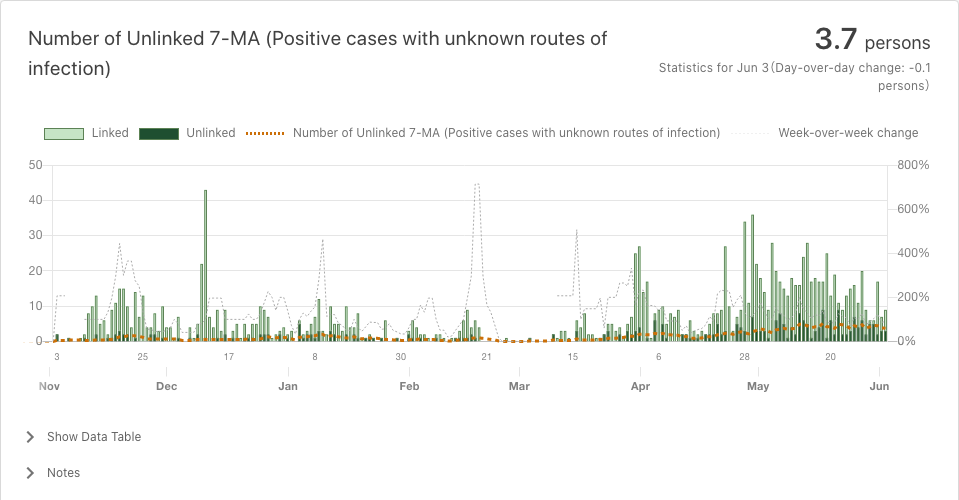 Number of Unlinked 7-MA (Positive cases with unknown routes of
infection)
3.7 persons
Statistics for Jun 3(Day-over-day change: -0.1
persons)
Linked Unlinked Number of Unlinked 7-MA (Positive cases with unknown routes of infection) Week-over-week change
50 800%
40 600%
30 400%
20
10 200%
0 0%
3 25 17 8 30 21 15 6 28 20
Nov Dec Jan Feb Mar Apr May Jun
Show Data Table
Notes